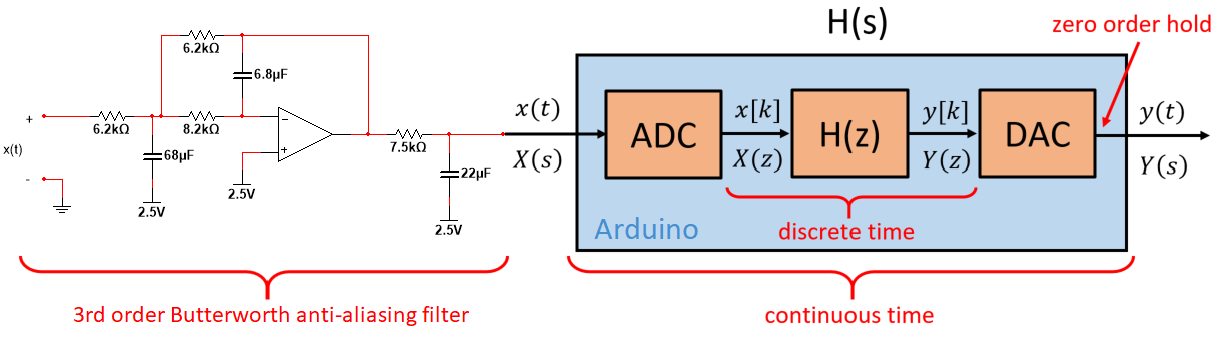 H(s)
zero order hold
6.2kΩ
6.8µF
+
6.2kΩ
8.2kΩ
−
+
x(t)
-
68µF
2.5V
2.5V
7.5kΩ
22µF
2.5V
x(t)
X(s)
ADC
x[k]
X(z)
H(z)
y[k]
Y(z)
DAC
y(t)
Y(s)
Arduino
discrete time
3rd order Butterworth anti-aliasing filter
continuous time